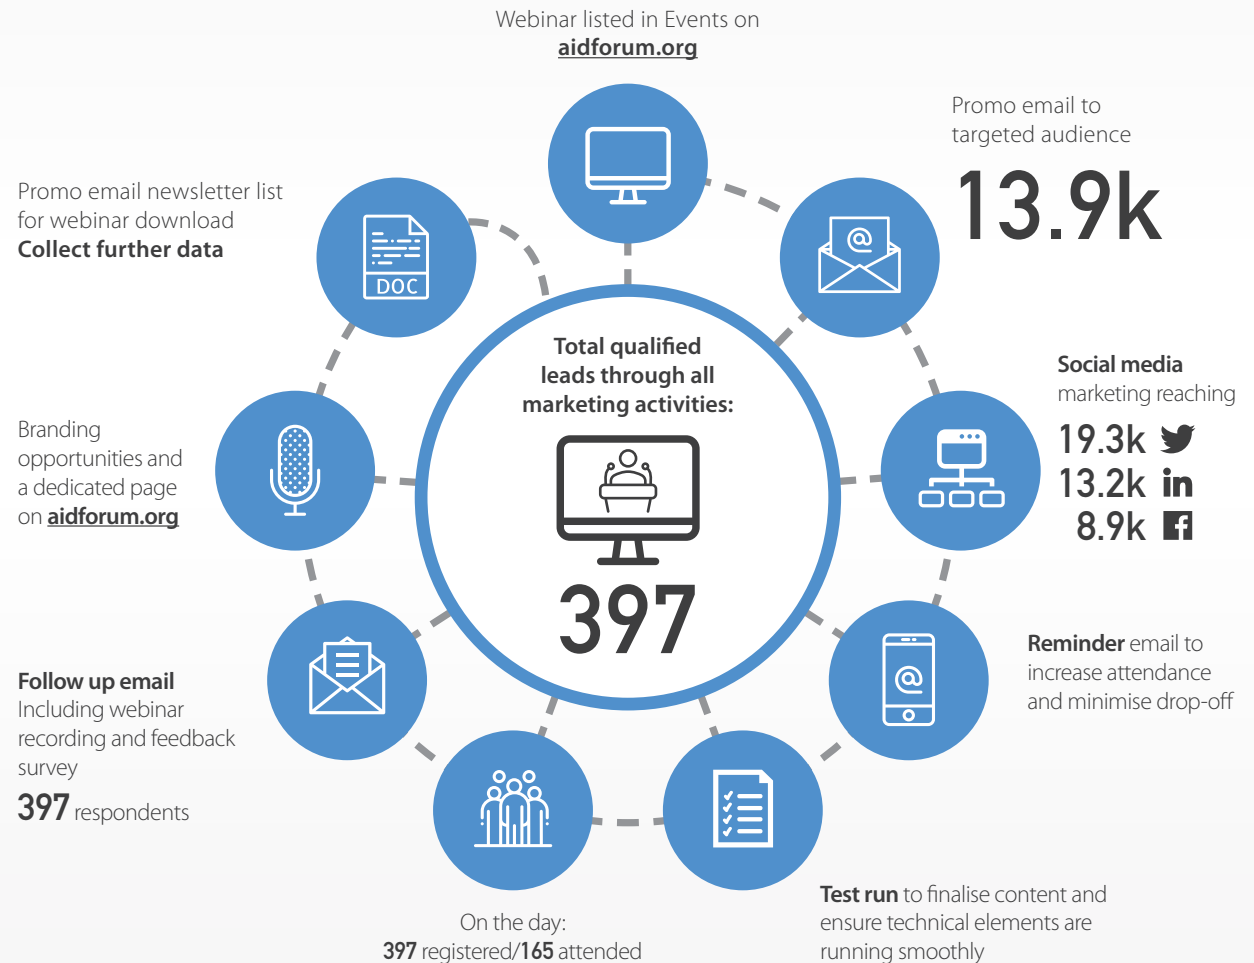 Webinar listed in Events on
aidforum.org
Promo email to
targeted audience
13.9k
Social media
marketing reaching
19.3k
13.2k in
8.9k f
Reminder email to
increase attendance
and minimise drop-off
Test run to finalise content and
ensure technical elements are
running smoothly
On the day:
397 registered/165 attended
Follow up email
Including webinar
recording and feedback
survey
397 respondents
Branding
opportunities and
a dedicated page
on aidforum.org
Promo email newsletter list
for webinar download
Collect further data
DOC
@
@
Total qualified
leads through all
marketing activities:
397